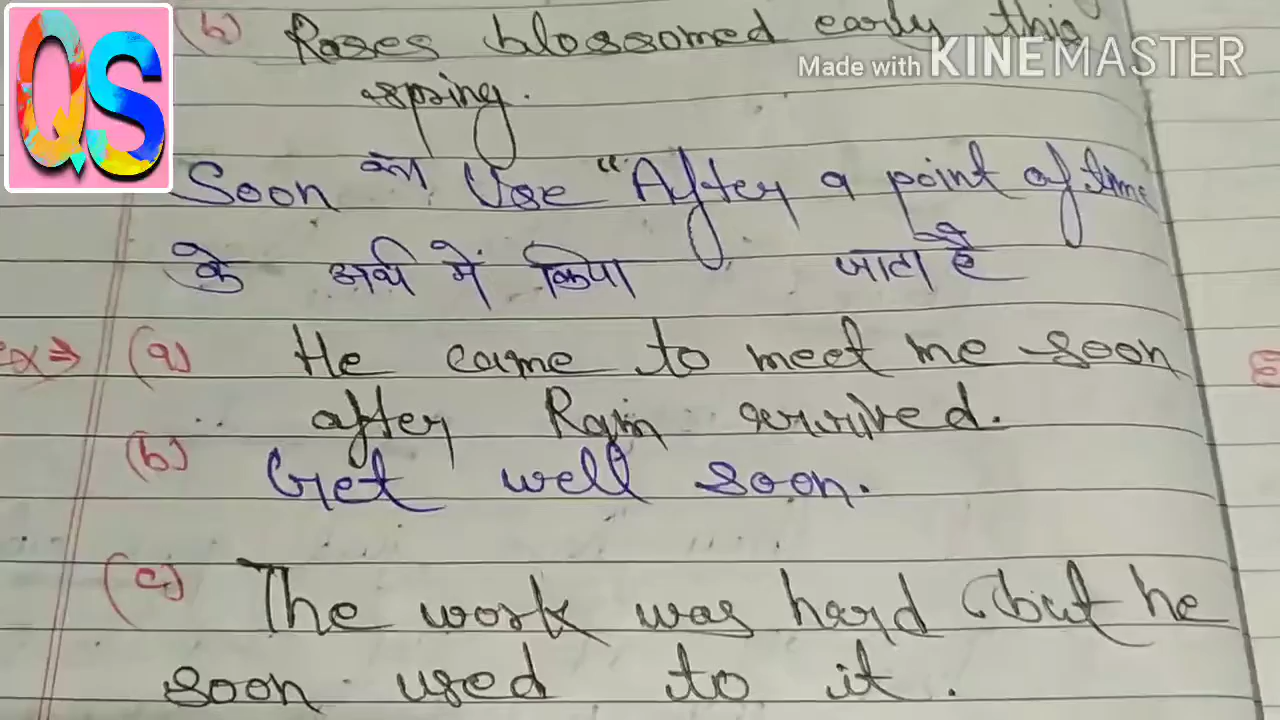 QS
(b) Roses blossomed early this
Made with KINEMASTER
spring.
Soon का Use "After a point of time
के अर्थ में किया जाता है
ex ⇒ (a) He came to meet me soon
after Ram arrived.
(b) Get well soon.
(c) The work was hard but he
soon used to it.